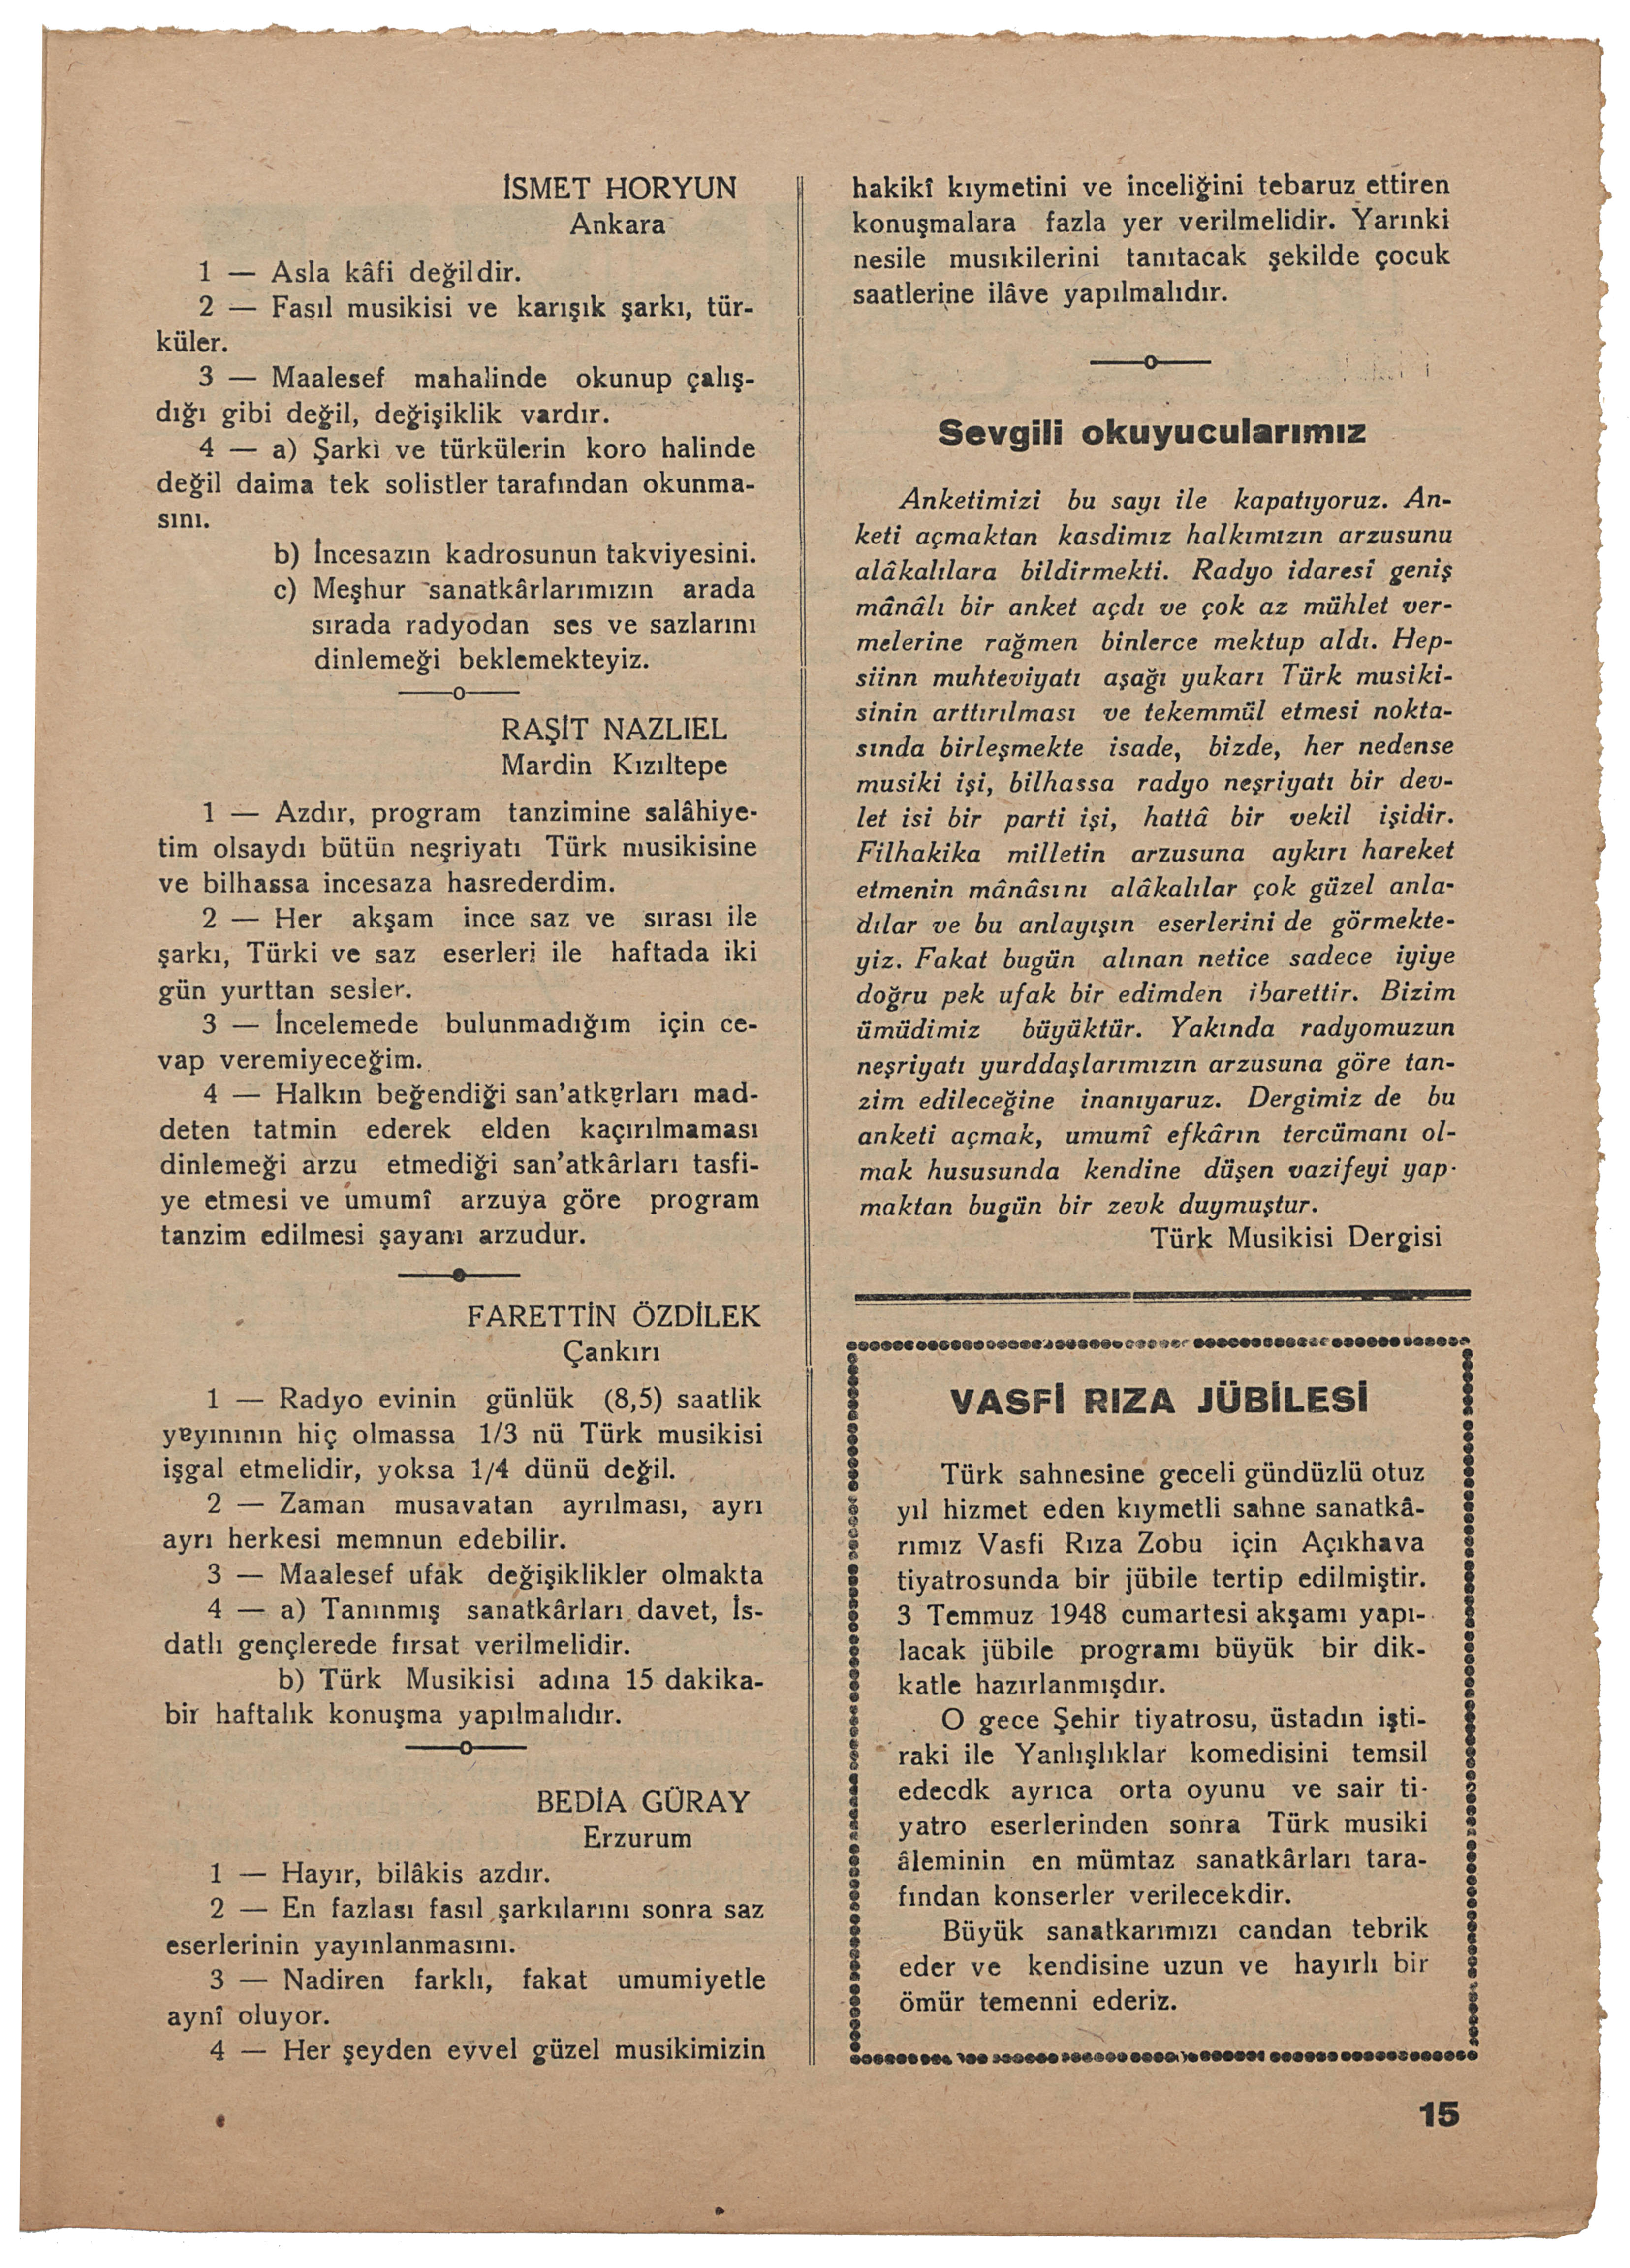 İSMET HORYUN
Ankara
1 — Asla kâfi değildir.
2 — Fasıl musikisi ve karışık şarkı, tür-
küler.
3 — Maalesef mahalinde okunup çalış-
dığı gibi değil, değişiklik vardır.
4 — a) Şarkı ve türkülerin koro halinde
değil daima tek solistler tarafından okunma-
sını.
b) İncesazın kadrosunun takviyesini.
c) Meşhur sanatkârlarımızın arada
sırada radyodan ses ve sazlarını
dinlemeği beklemekteyiz.
RAŞİT NAZLIEL
Mardin Kızıltepe
1 — Azdır, program tanzimine salâhiye-
tim olsaydı bütün neşriyatı Türk musikisine
ve bilhassa incesaza hasrederdim.
2 — Her akşam ince saz ve sırası ile
şarkı, Türki ve saz eserleri ile haftada iki
gün yurttan sesler.
3 — İncelemede bulunmadığım için ce-
vap veremiyeceğim.
4 — Halkın beğendiği san'atkârları mad-
deten tatmin ederek elden kaçırılmaması
dinlemeği arzu etmediği san'atkârları tasfi-
ye etmesi ve umumî arzuya göre program
tanzim edilmesi şayanı arzudur.
FARETTİN ÖZDİLEK
Çankırı
1 — Radyo evinin günlük (8,5) saatlik
yayınının hiç olmassa 1/3 nü Türk musikisi
işgal etmelidir, yoksa 1/4 dünü değil.
2 — Zaman musavatan ayrılması, ayrı
ayrı herkesi memnun edebilir.
3 — Maalesef ufak değişiklikler olmakta
4 — a) Tanınmış sanatkârları davet, İs-
datlı gençlerede fırsat verilmelidir.
b) Türk Musikisi adına 15 dakika-
bir haftalık konuşma yapılmalıdır.
BEDİA GÜRAY
Erzurum
1 — Hayır, bilâkis azdır.
2 — En fazlası fasıl şarkılarını sonra saz
eserlerinin yayınlanmasını.
3 — Nadiren farklı, fakat umumiyetle
aynî oluyor.
4 — Her şeyden evvel güzel musikimizin
hakikî kıymetini ve inceliğini tebaruz ettiren
konuşmalara fazla yer verilmelidir. Yarınki
nesile musıkilerini tanıtacak şekilde çocuk
saatlerine ilâve yapılmalıdır.
Sevgili okuyucularımız
Anketimizi bu sayı ile kapatıyoruz. An-
keti açmaktan kasdimız halkımızın arzusunu
alâkalılara bildirmekti. Radyo idaresi geniş
mânâlı bir anket açdı ve çok az mühlet ver-
melerine rağmen binlerce mektup aldı. Hep-
siinn muhteviyatı aşağı yukarı Türk musiki-
sinin arttırılması ve tekemmül etmesi nokta-
sında birleşmekte isade, bizde, her nedense
musiki işi, bilhassa radyo neşriyatı bir dev-
let isi bir parti işi, hattâ bir vekil işidir.
Filhakika milletin arzusuna aykırı hareket
etmenin mânâsını alâkalılar çok güzel anla-
dılar ve bu anlayışın eserlerini de görmekte-
yiz. Fakat bugün alınan netice sadece iyiye
doğru pek ufak bir edimden ibarettir. Bizim
ümüdimiz büyüktür. Yakında radyomuzun
neşriyatı yurddaşlarımızın arzusuna göre tan-
zim edileceğine inanıyaruz. Dergimiz de bu
anketi açmak, umumî efkârın tercümanı ol-
mak hususunda kendine düşen vazifeyi yap-
maktan bugün bir zevk duymuştur.
Türk Musikisi Dergisi
VASFİ RIZA JÜBİLESİ
Türk sahnesine geceli gündüzlü otuz
yıl hizmet eden kıymetli sahne sanatkâ-
rımız Vasfi Rıza Zobu için Açıkhava
tiyatrosunda bir jübile tertip edilmiştir.
3 Temmuz 1948 cumartesi akşamı yapı-
lacak jübile programı büyük bir dik-
katle hazırlanmışdır.
O gece Şehir tiyatrosu, üstadın işti-
raki ile Yanlışlıklar komedisini temsil
edecdk ayrıca orta oyunu ve sair ti-
yatro eserlerinden sonra Türk musiki
âleminin en mümtaz sanatkârları tara-
fından konserler verilecekdir.
Büyük sanatkarımızı candan tebrik
eder ve kendisine uzun ve hayırlı bir
ömür temenni ederiz.
15